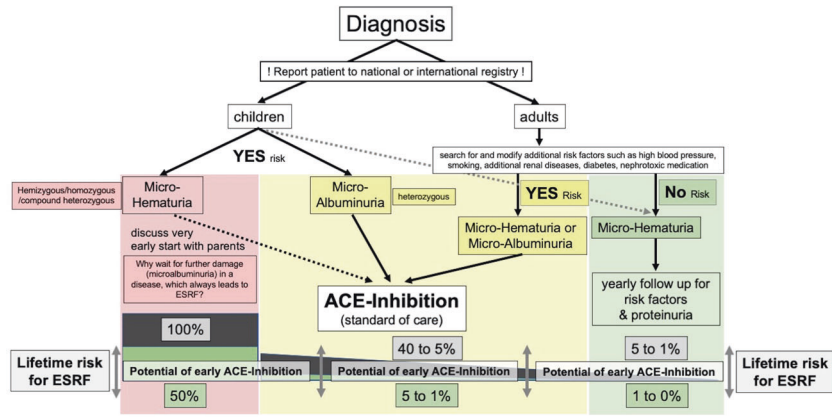 Diagnosis
! Report patient to national or international registry !
children
adults
YES risk
search for and modify additional risk factors such as high blood pressure,
smoking, additional renal diseases, diabetes, nephrotoxic medication
Hemizygous/homozygous
/compound heterozygous
Micro-
Hematuria
Micro-
Albuminuria
heterozygous
YES Risk
No Risk
discuss very
early start with parents
Micro-Hematuria or
Micro-Albuminuria
Micro-Hematuria
Why wait for further damage
(microalbuminuria) in a
disease, which always leads to
ESRF?
ACE-Inhibition
(standard of care)
yearly follow up for
risk factors
& proteinuria
100%
40 to 5%
5 to 1%
Lifetime risk
for ESRF
Potential of early ACE-Inhibition
Potential of early ACE-Inhibition
Potential of early ACE-Inhibition
Lifetime risk
for ESRF
50%
5 to 1%
1 to 0%